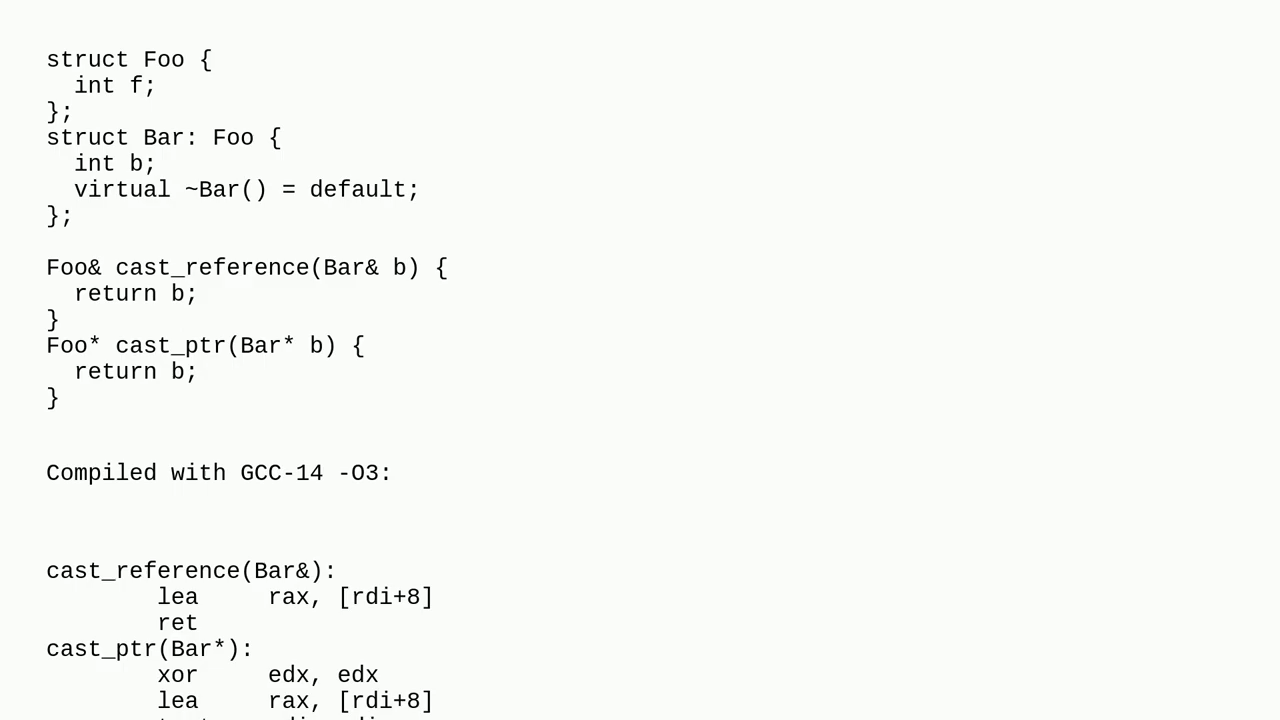 struct Foo {
  int f;
};
struct Bar: Foo {
  int b;
  virtual ~Bar() = default;
};
Foo& cast_reference(Bar& b) {
  return b;
}
Foo* cast_ptr(Bar* b) {
  return b;
}
Compiled with GCC-14 -O3:
cast_reference(Bar&):
        lea     rax, [rdi+8]
        ret
cast_ptr(Bar*):
        xor     edx, edx
        lea     rax, [rdi+8]